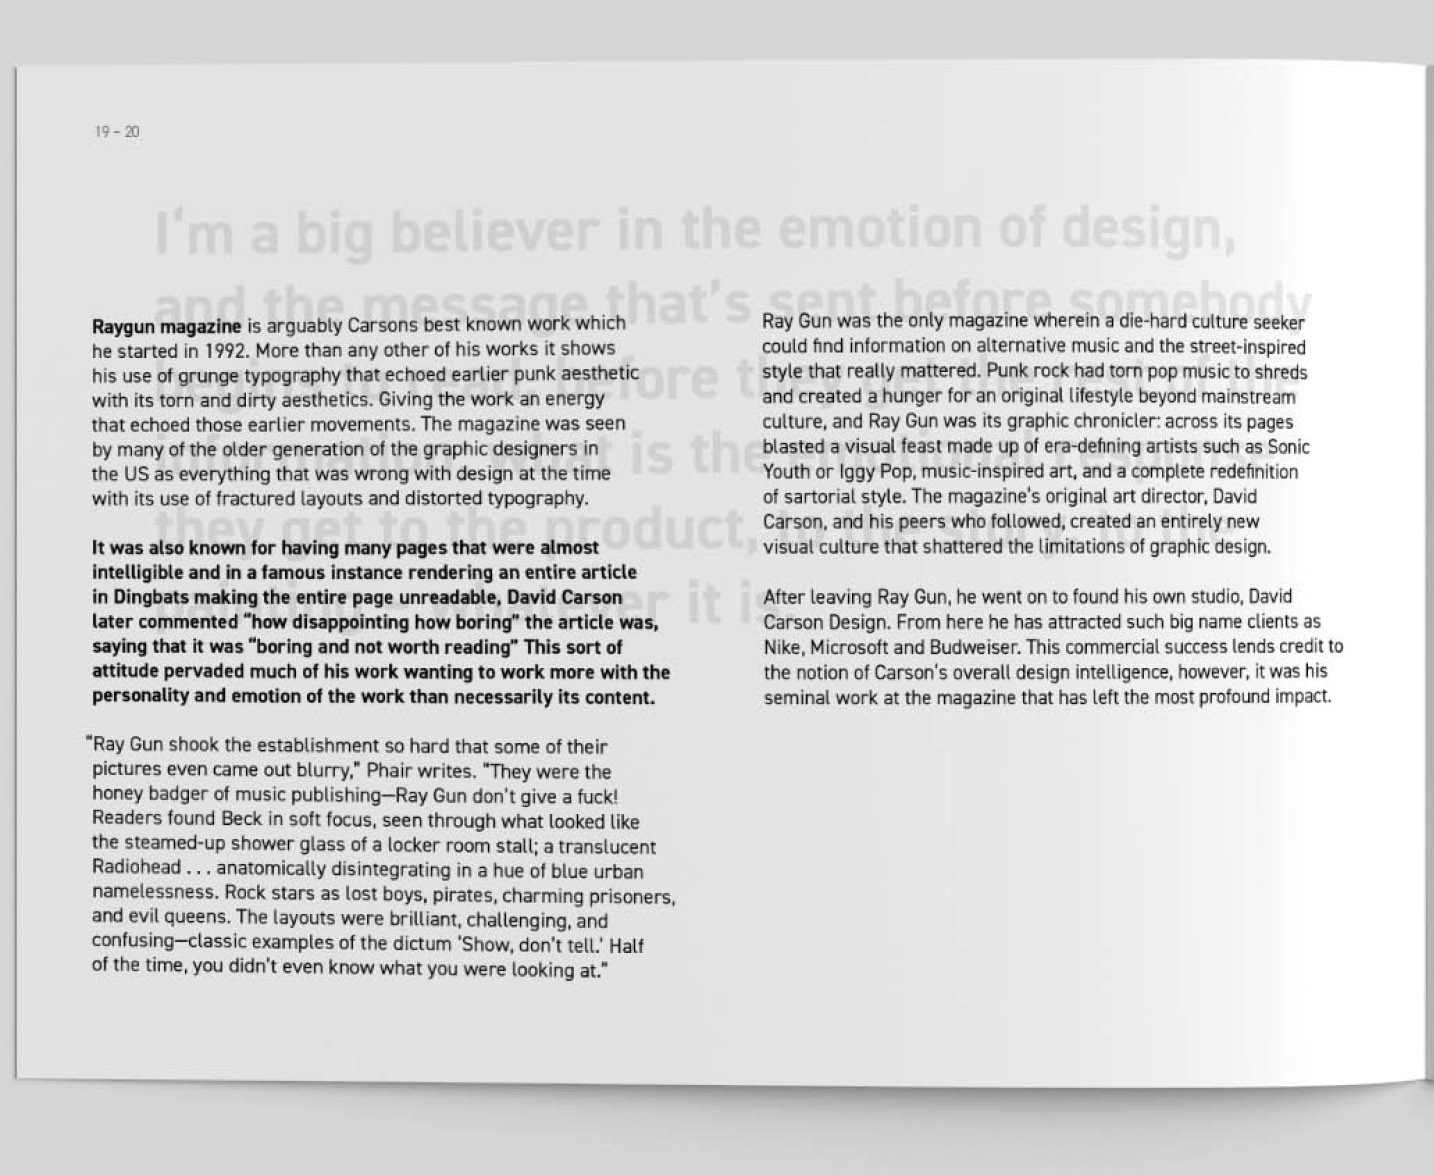 19 – 20
I'm a big believer in the emotion of design,
and the message that's sent before somebody
before they get the rest of the
is the emotional response
they get to the product, to the story, to the
painting – whatever it is.
Raygun magazine is arguably Carsons best known work which
he started in 1992. More than any other of his works it shows
his use of grunge typography that echoed earlier punk aesthetic
with its torn and dirty aesthetics. Giving the work an energy
that echoed those earlier movements. The magazine was seen
by many of the older generation of the graphic designers in
the US as everything that was wrong with design at the time
with its use of fractured layouts and distorted typography.
It was also known for having many pages that were almost
intelligible and in a famous instance rendering an entire article
in Dingbats making the entire page unreadable, David Carson
later commented “how disappointing how boring” the article was,
saying that it was “boring and not worth reading” This sort of
attitude pervaded much of his work wanting to work more with the
personality and emotion of the work than necessarily its content.
“Ray Gun shook the establishment so hard that some of their
pictures even came out blurry,” Phair writes. “They were the
honey badger of music publishing—Ray Gun don't give a fuck!
Readers found Beck in soft focus, seen through what looked like
the steamed-up shower glass of a locker room stall; a translucent
Radiohead . . . anatomically disintegrating in a hue of blue urban
namelessness. Rock stars as lost boys, pirates, charming prisoners,
and evil queens. The layouts were brilliant, challenging, and
confusing—classic examples of the dictum 'Show, don't tell.' Half
of the time, you didn't even know what you were looking at.”
Ray Gun was the only magazine wherein a die-hard culture seeker
could find information on alternative music and the street-inspired
style that really mattered. Punk rock had torn pop music to shreds
and created a hunger for an original lifestyle beyond mainstream
culture, and Ray Gun was its graphic chronicler: across its pages
blasted a visual feast made up of era-defining artists such as Sonic
Youth or Iggy Pop, music-inspired art, and a complete redefinition
of sartorial style. The magazine's original art director, David
Carson, and his peers who followed, created an entirely new
visual culture that shattered the limitations of graphic design.
After leaving Ray Gun, he went on to found his own studio, David
Carson Design. From here he has attracted such big name clients as
Nike, Microsoft and Budweiser. This commercial success lends credit to
the notion of Carson's overall design intelligence, however, it was his
seminal work at the magazine that has left the most profound impact.